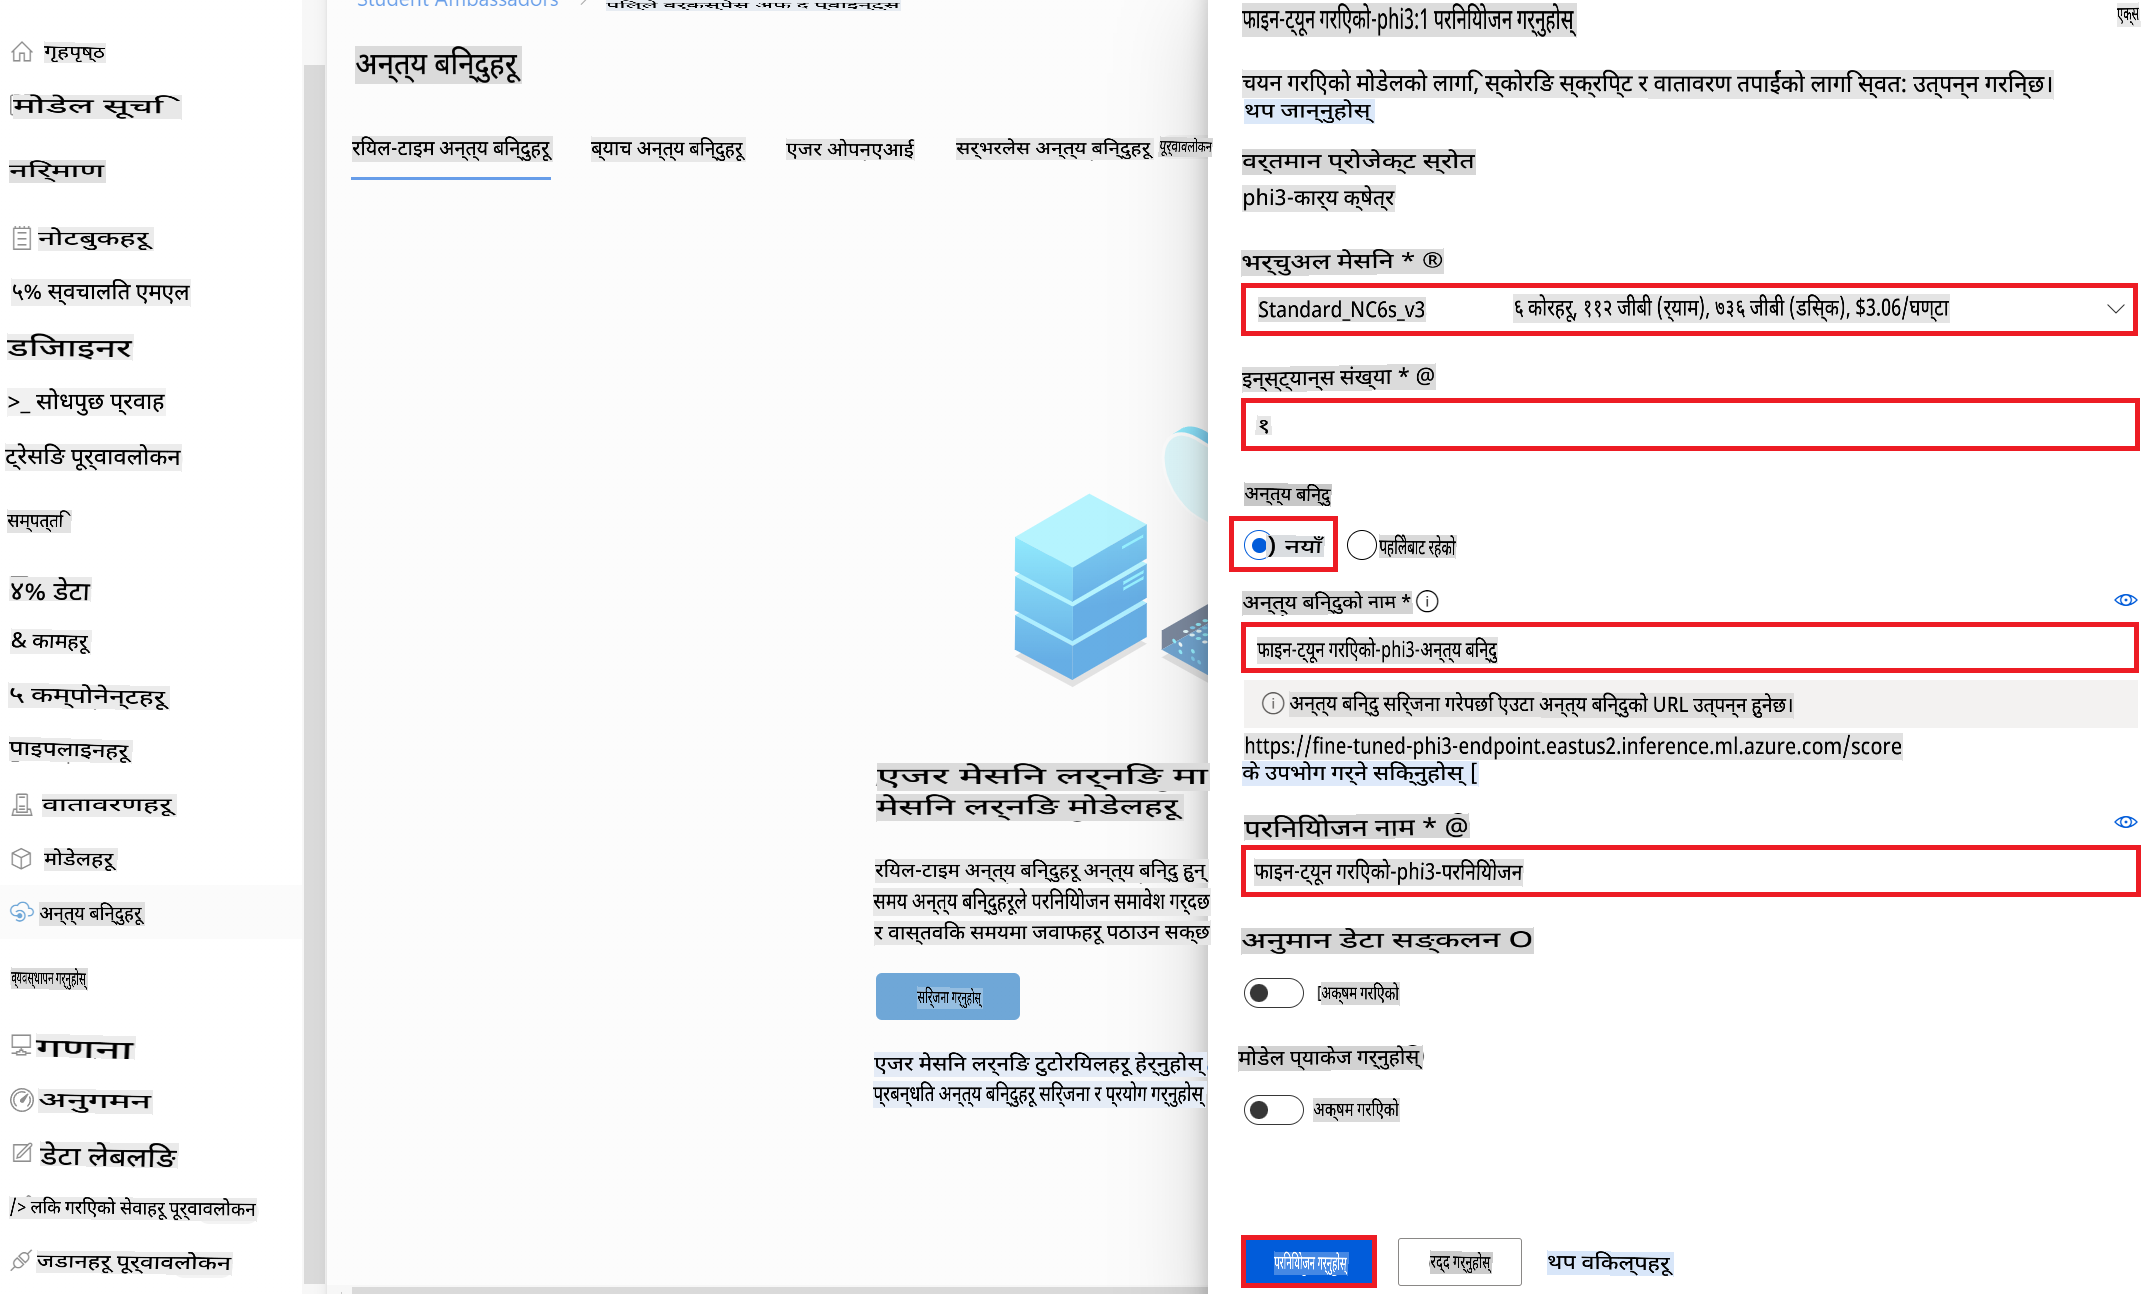 Student Ambassadors >
गृहपृष्ठ
मोडेल सूचि
निर्माण
नोटबुकहरू
५% स्वचालित एमएल
डिजाइनर
>_ सोधपुछ प्रवाह
ट्रेसिङ पूर्वावलोकन
सम्पत्ति
४% डेटा
& कामहरू
५ कम्पोनेन्टहरू
पाइपलाइनहरू
वातावरणहरू
मोडेलहरू
अन्त्य बिन्दुहरू
व्यवस्थापन गर्नुहोस्
गणना
अनुगमन
डेटा लेबलिङ
/> लिंक गरिएको सेवाहरू पूर्वावलोकन
जडानहरू पूर्वावलोकन
अन्त्य बिन्दुहरू
रियल-टाइम अन्त्य बिन्दुहरू ब्याच अन्त्य बिन्दुहरू एजर ओपनएआई सर्भरलेस अन्त्य बिन्दुहरू पूर्वावलोकन
एजर मेसिन लर्निङ मा
मेसिन लर्निङ मोडेलहरू
रियल-टाइम अन्त्य बिन्दुहरू अन्त्य बिन्दु हुन्
समय अन्त्य बिन्दुहरूले परिनियोजन समावेश गर्दछ
र वास्तविक समयमा जवाफहरू पठाउन सक्छ
सिर्जना गर्नुहोस्
एजर मेसिन लर्निङ टुटोरियलहरू हेर्नुहोस्
प्रबन्धित अन्त्य बिन्दुहरू सिर्जना र प्रयोग गर्नुहोस्
फाइन-ट्यून गरिएको-phi3:1 परिनियोजन गर्नुहोस्
एक्स
चयन गरिएको मोडेलको लागि, स्कोरिङ स्क्रिप्ट र वातावरण तपाईंको लागि स्वत: उत्पन्न गरिन्छ।
थप जान्नुहोस्
वर्तमान प्रोजेक्ट स्रोत
phi3-कार्य क्षेत्र
भर्चुअल मेसिन * ®
Standard_NC6s_v3 ६ कोरहरू, ११२ जीबी (र्‍याम), ७३६ जीबी (डिस्क), $3.06/घण्टा
इन्स्ट्यान्स संख्या * @
१
अन्त्य बिन्दु
) नयाँ पहिलेबाट रहेको
अन्त्य बिन्दुको नाम *
फाइन-ट्यून गरिएको-phi3-अन्त्य बिन्दु
अन्त्य बिन्दु सिर्जना गरेपछि एउटा अन्त्य बिन्दुको URL उत्पन्न हुनेछ।
https://fine-tuned-phi3-endpoint.eastus2.inference.ml.azure.com/score
के उपभोग गर्न सकिनुहोस् [
परिनियोजन नाम * @
फाइन-ट्यून गरिएको-phi3-परिनियोजन
अनुमान डेटा सङ्कलन O
[अक्षम गरिएको
मोडेल प्याकेज गर्नुहोस्
अक्षम गरिएको
परिनियोजन गर्नुहोस् रद्द गर्नुहोस् थप विकल्पहरू